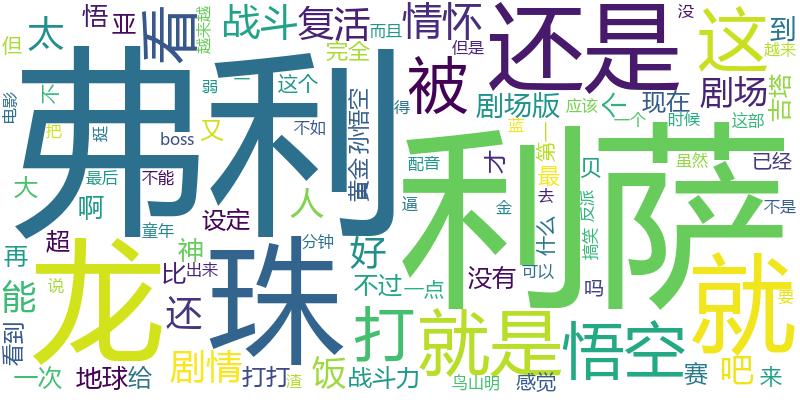 悟
亚
看
战斗
复活
情怀
还是
这
到
没
越来越
而且
但是
越来
但
太
电影
不
弗利
弱
一
这个
完全
黄金
孙悟空
得
被
剧场版
应该
个
现在
剧场
吉塔
把
挺
boss
又
不如
配音
蓝
第一
一个
时候
这部
利萨
大
最后
不能
人
逼
才
最
贝
虽然
已经
啊
童年
设定
金
去
什么
搞笑
反派
不是
超
神
分钟
好
没有
可以
吗
再
龙
珠
比
出来
能
说
还
不过
一点
打
就是
悟空
就
要
看到
一次
地球
给
剧情
打打
渣
饭
战斗力
鸟山明
感觉
赛
吧
来